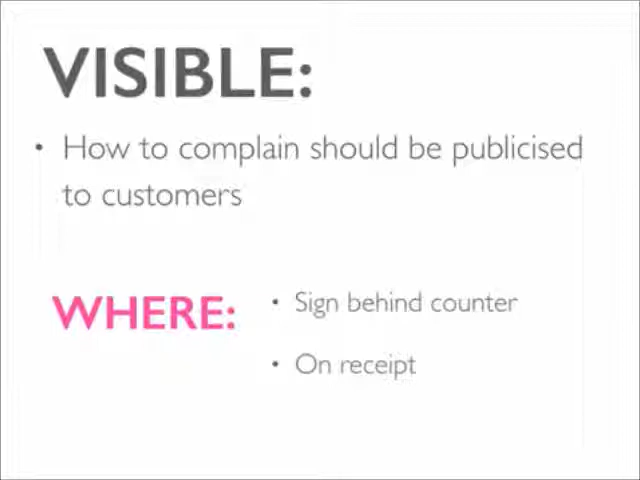 VISIBLE:
• How to complain should be publicised
to customers
WHERE:
• Sign behind counter
• On receipt